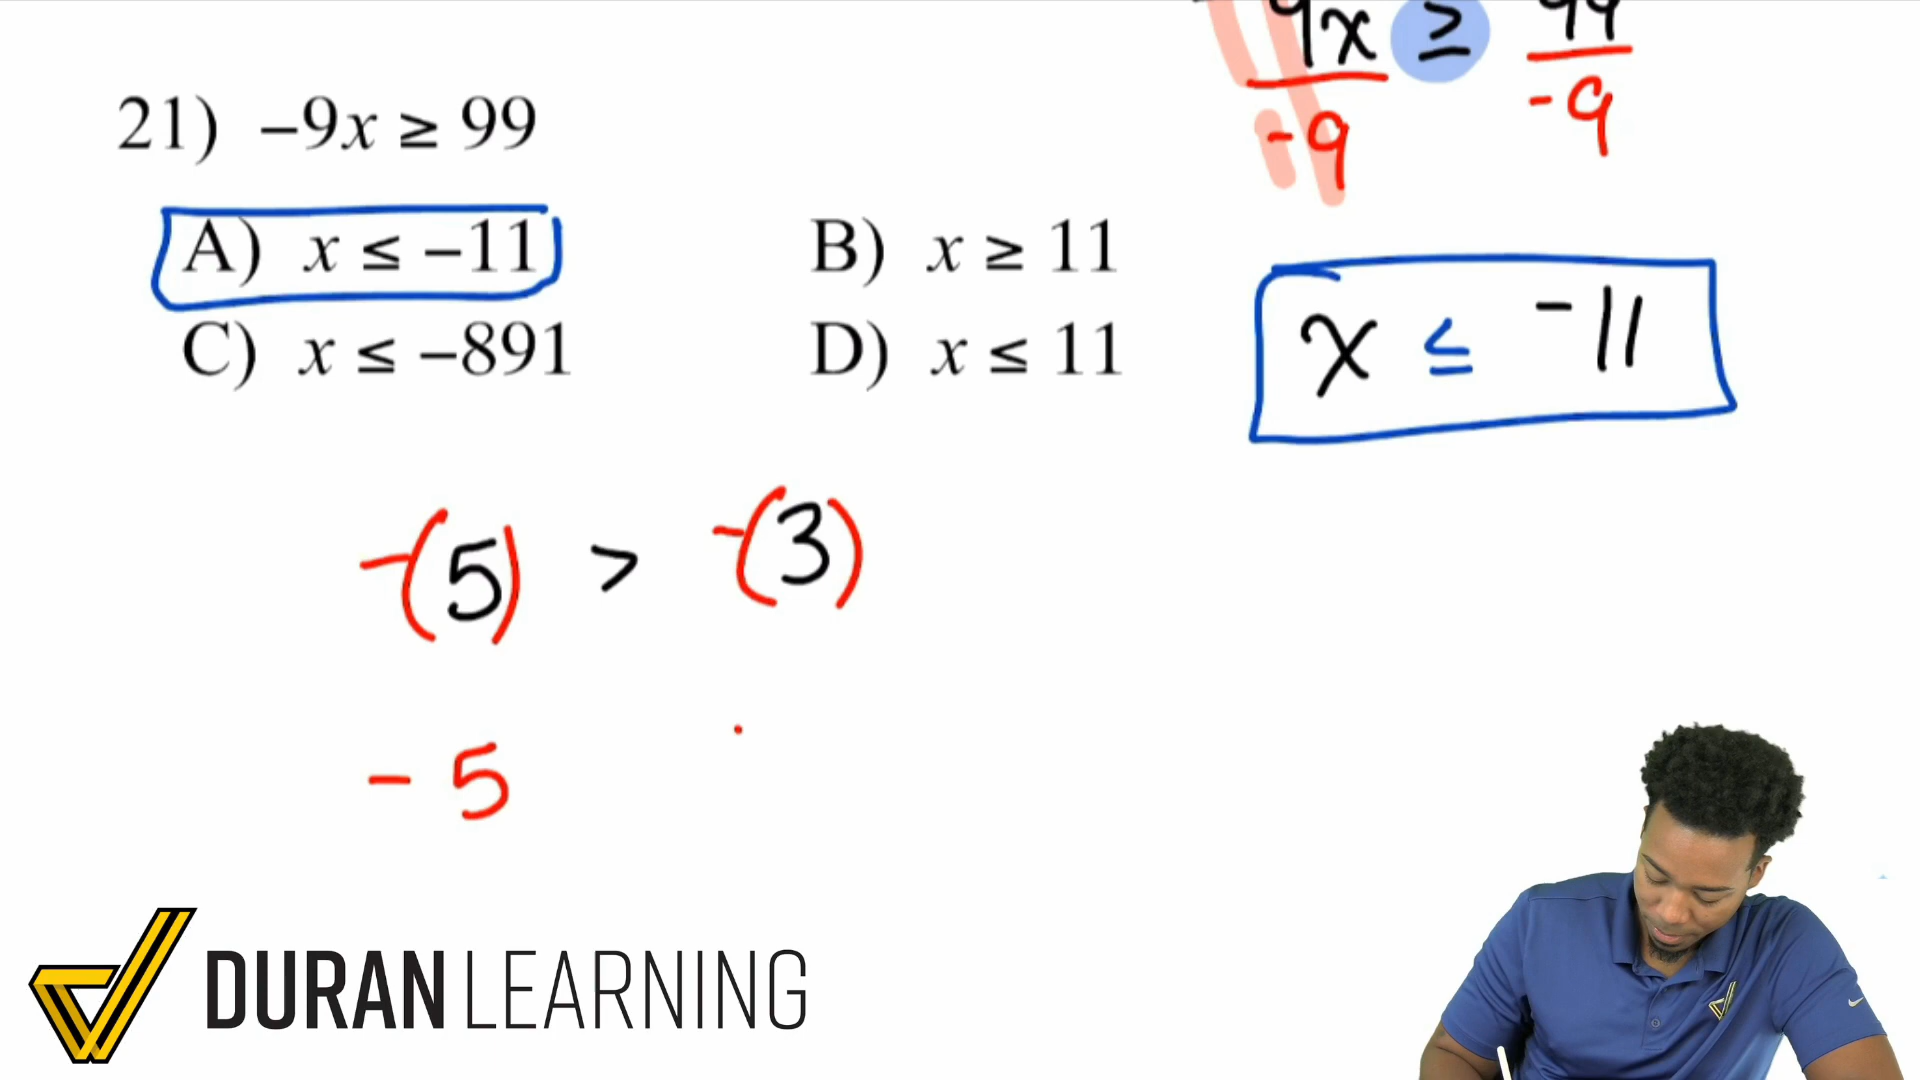 -9x ≥ 99
-9 -9
21) −9x ≥ 99
A) x ≤ −11
B) x ≥ 11
C) x ≤ −891
D) x ≤ 11
x ≤ -11
-(5) > -(3)
- 5
DURAN LEARNING